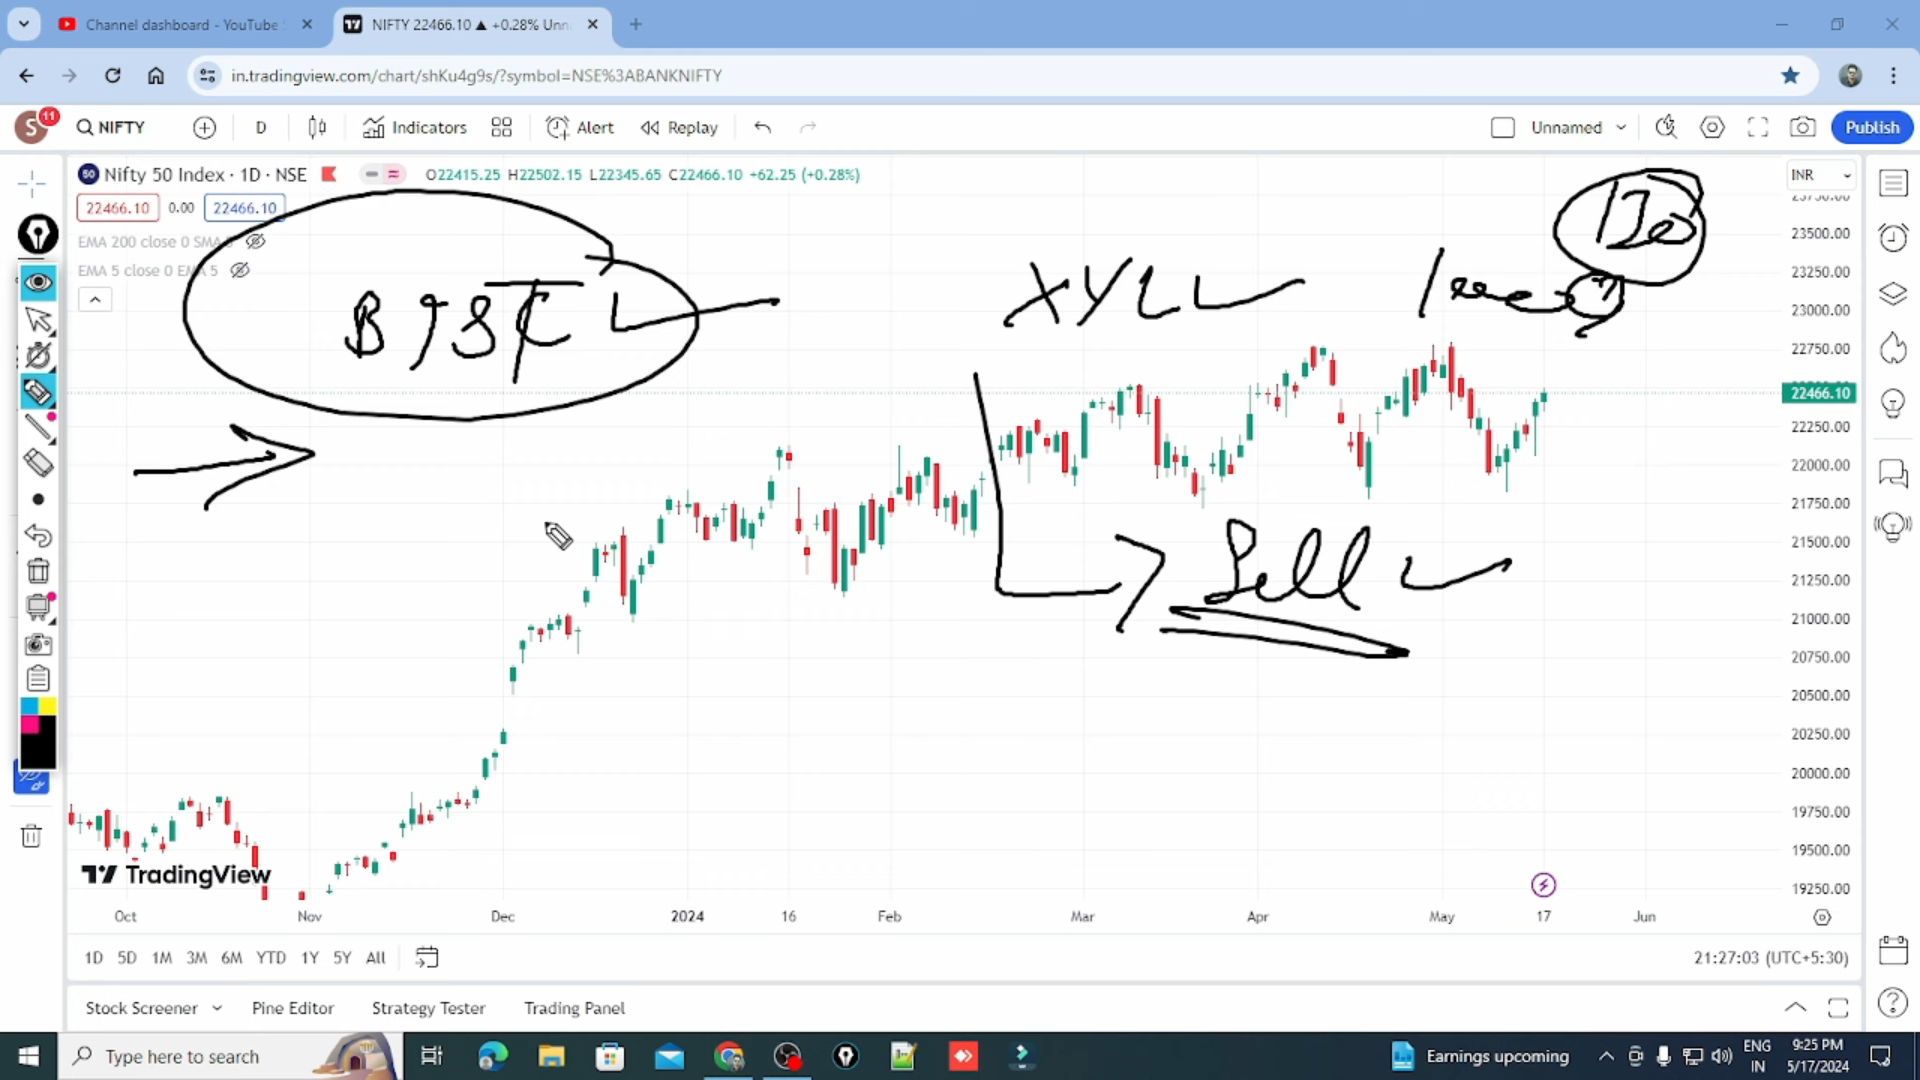 Channel dashboard - YouTube
NIFTY 22466.10 ▲ +0.28% Unn
in.tradingview.com/chart/shKu4g9s/?symbol=NSE%3ABANKNIFTY
S 11 NIFTY D Indicators Alert Replay Unnamed Publish
50 Nifty 50 Index · 1D · NSE O22415.25 H22502.15 L22345.65 C22466.10 +62.25 (+0.28%) INR
22466.10 0.00 22466.10
EMA 200 close 0 SMA 5
EMA 5 close 0 EMA 5
BTST
Sell
23750.00
23500.00
23250.00
23000.00
22750.00
22466.10
22250.00
22000.00
21750.00
21500.00
21250.00
21000.00
20750.00
20500.00
20250.00
20000.00
19750.00
19500.00
19250.00
TradingView
Oct Nov Dec 2024 16 Feb Mar Apr May 17 Jun
1D 5D 1M 3M 6M YTD 1Y 5Y All 21:27:03 (UTC+5:30)
Stock Screener Pine Editor Strategy Tester Trading Panel
Type here to search Earnings upcoming ENG IN 9:25 PM 5/17/2024